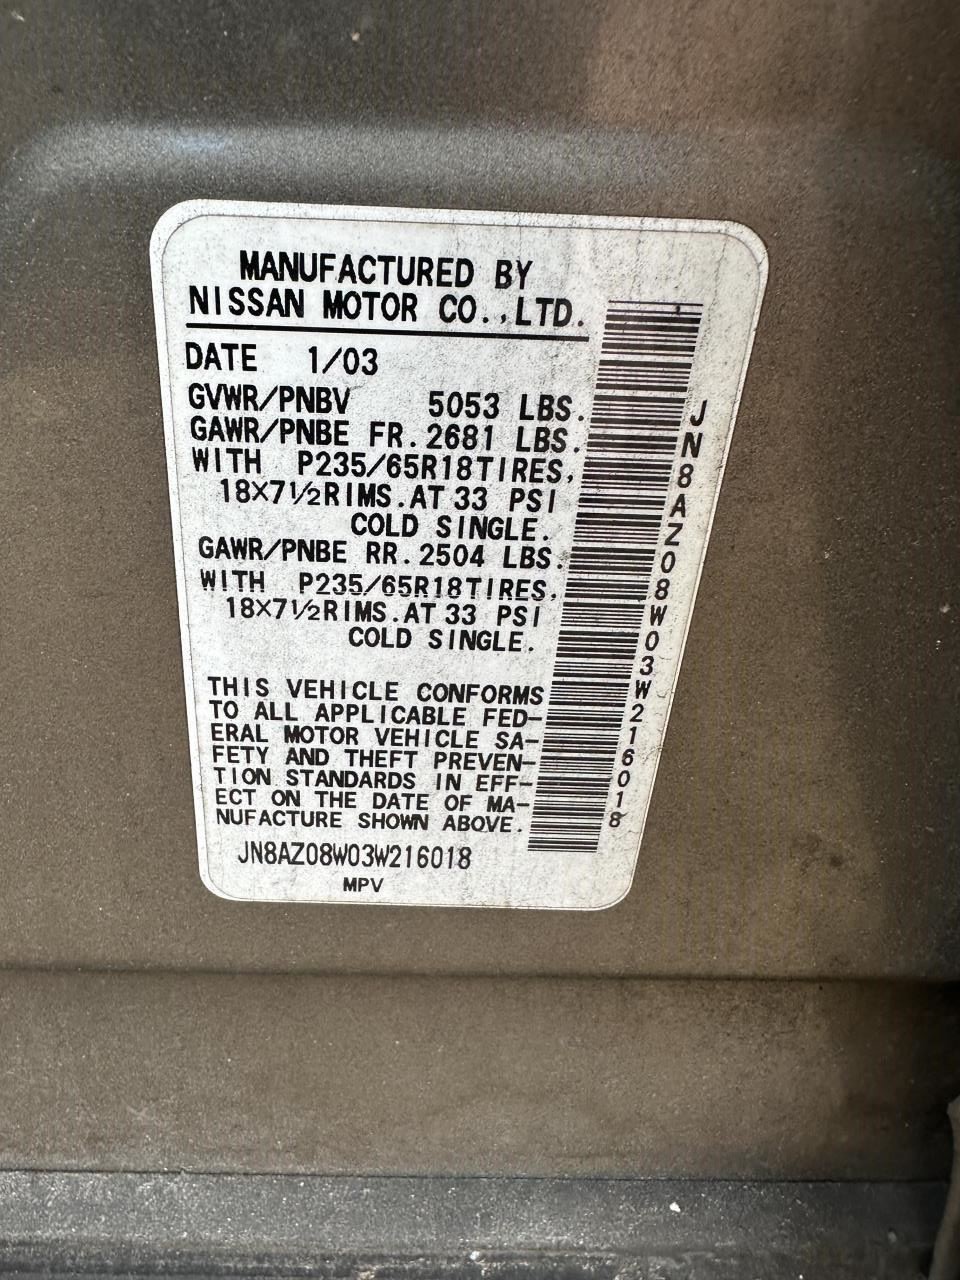 MANUFACTURED BY
NISSAN MOTOR CO.,LTD.
DATE 1/03
GVWR/PNBV 5053 LBS.
GAWR/PNBE FR. 2681 LBS.
WITH P235/65R18TIRES,
18×7½RIMS.AT 33 PSI
COLD SINGLE.
GAWR/PNBE RR. 2504 LBS.
WITH P235/65R18TIRES.
18×7½RIMS.AT 33 PSI
COLD SINGLE.
THIS VEHICLE CONFORMS
TO ALL APPLICABLE FED-
ERAL MOTOR VEHICLE SA-
FETY AND THEFT PREVEN-
TION STANDARDS IN EFF-
ECT ON THE DATE OF MA-
NUFACTURE SHOWN ABOVE.
JN8AZ08W03W216018
MPV
JN8AZ08W03W216018